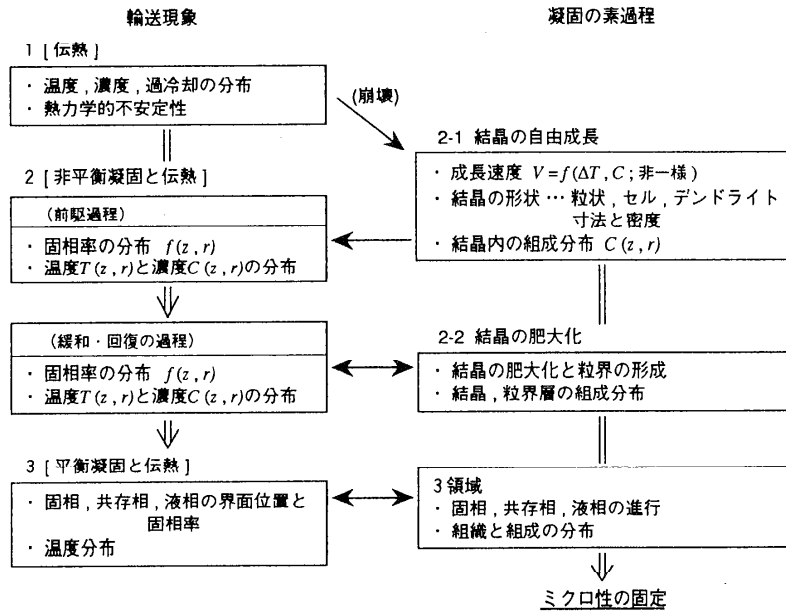 輸送現象
1 [ 伝熱 ]
・ 温度 , 濃度 , 過冷却の分布
・ 熱力学的不安定性
2 [ 非平衡凝固と伝熱 ]
(前駆過程)
・ 固相率の分布 f(z , r)
・ 温度T(z , r)と濃度C(z , r)の分布
(緩和・回復の過程)
・ 固相率の分布 f(z , r)
・ 温度T(z , r)と濃度C(z , r)の分布
3 [ 平衡凝固と伝熱 ]
・ 固相 , 共存相 , 液相の界面位置と
固相率
・ 温度分布
凝固の素過程
(崩壊)
2-1 結晶の自由成長
・ 成長速度 V=f(ΔT , C ; 非一様 )
・ 結晶の形状 … 粒状 , セル , デンドライト
寸法と密度
・ 結晶内の組成分布 C(z , r)
2-2 結晶の肥大化
・ 結晶の肥大化と粒界の形成
・ 結晶 , 粒界層の組成分布
3 領域
・ 固相 , 共存相 , 液相の進行
・ 組織と組成の分布
ミクロ性の固定